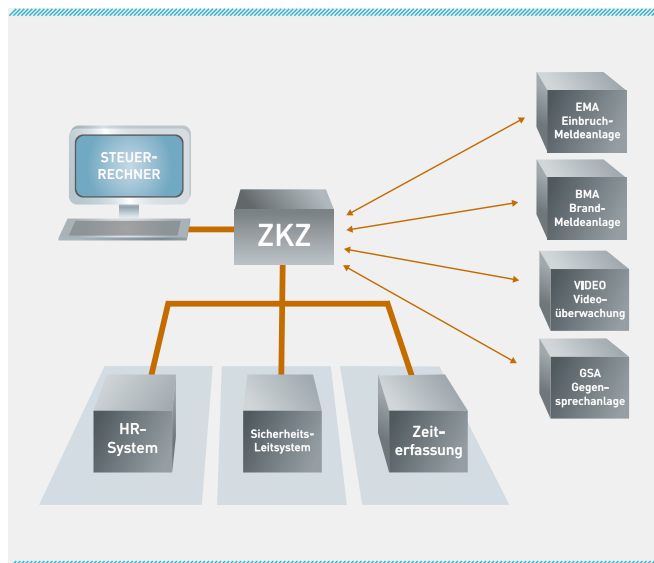 STEUER-
RECHNER
ZKZ
EMA
Einbruch-
Meldeanlage
BMA
Brand-
Meldeanlage
VIDEO
Video-
überwachung
GSA
Gegen-
sprechanlage
HR-
System
Sicherheits-
Leitsystem
Zeit-
erfassung